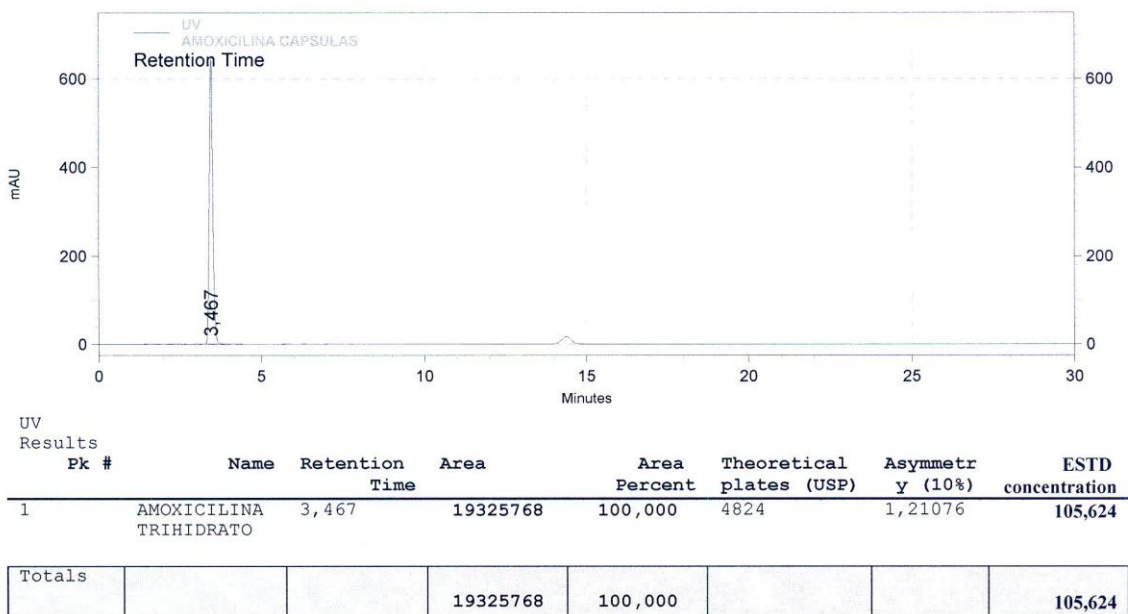 UV
AMOXICILINA CAPSULAS
Retention Time
600 600
400 400
mAU
200 200
3,467
0 0
0 5 10 15 20 25 30
Minutes
UV
Results
Pk # Name Retention Area Area Theoretical Asymmetr ESTD
Time Percent plates (USP) y (10%) concentration
1 AMOXICILINA 3,467 19325768 100,000 4824 1,21076 105,624
TRIHIDRATO
Totals
19325768 100,000 105,624